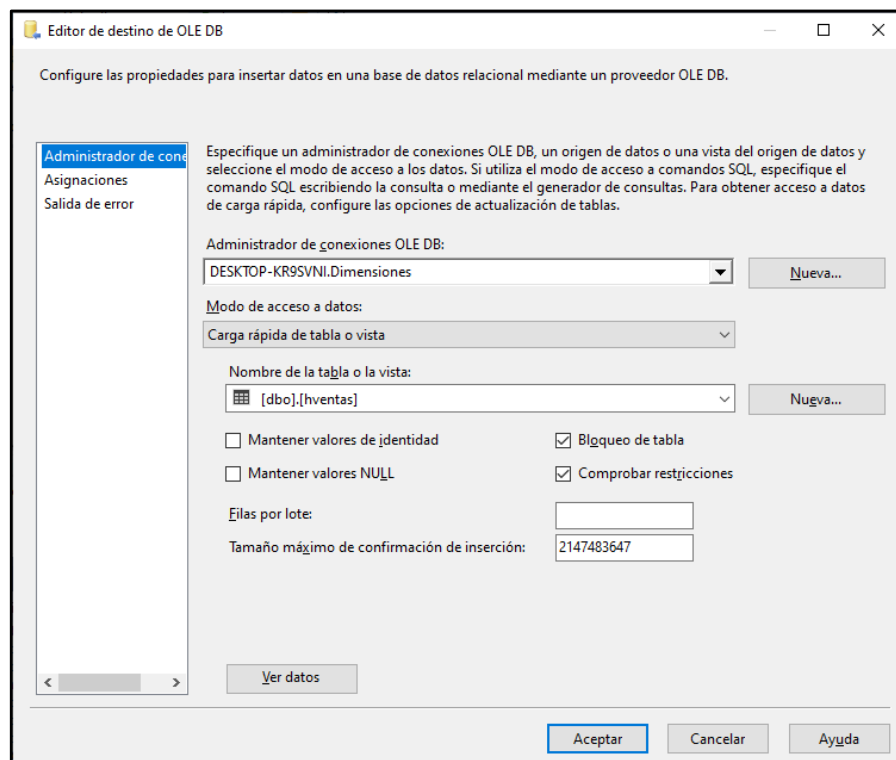 Editor de destino de OLE DB
Configure las propiedades para insertar datos en una base de datos relacional mediante un proveedor OLE DB.
Administrador de cone
Asignaciones
Salida de error
Especifique un administrador de conexiones OLE DB, un origen de datos o una vista del origen de datos y
seleccione el modo de acceso a los datos. Si utiliza el modo de acceso a comandos SQL, especifique el
comando SQL escribiendo la consulta o mediante el generador de consultas. Para obtener acceso a datos
de carga rápida, configure las opciones de actualización de tablas.
Administrador de conexiones OLE DB:
DESKTOP-KR9SVNI.Dimensiones
Nueva...
Modo de acceso a datos:
Carga rápida de tabla o vista
Nombre de la tabla o la vista:
[dbo].[hventas]
Nueva...
Mantener valores de identidad
Bloqueo de tabla
Mantener valores NULL
Comprobar restricciones
Filas por lote:
Tamaño máximo de confirmación de inserción:
2147483647
Ver datos
Aceptar
Cancelar
Ayuda